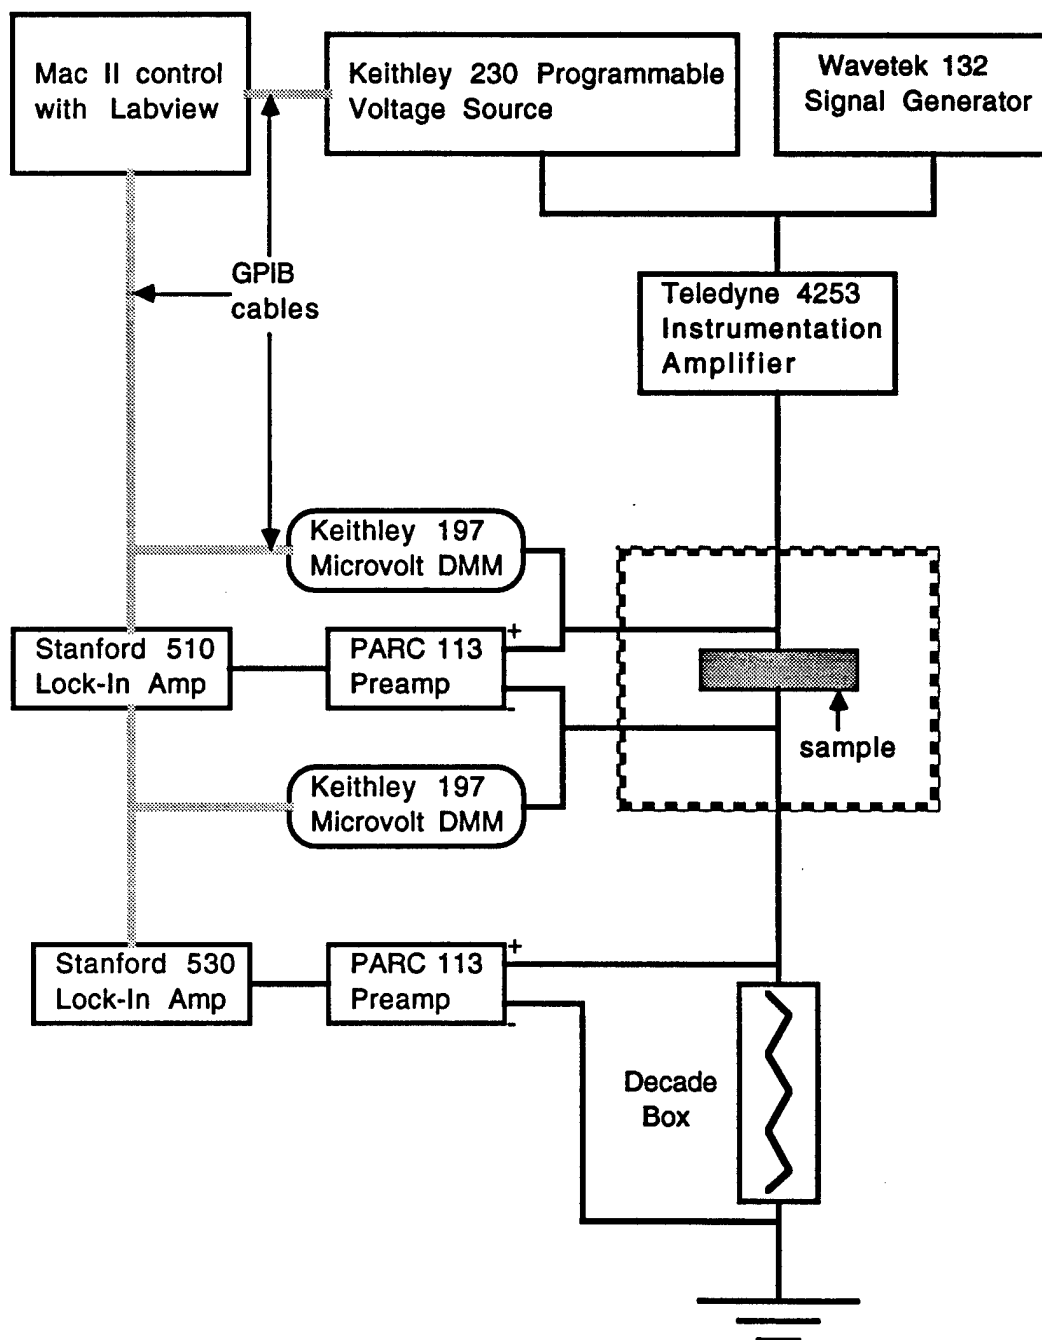 Mac II control
with Labview
Keithley 230 Programmable
Voltage Source
Wavetek 132
Signal Generator
GPIB
cables
Teledyne 4253
Instrumentation
Amplifier
Keithley 197
Microvolt DMM
Stanford 510
Lock-In Amp
PARC 113
Preamp
+
-
sample
Keithley 197
Microvolt DMM
Stanford 530
Lock-In Amp
PARC 113
Preamp
+
-
Decade
Box